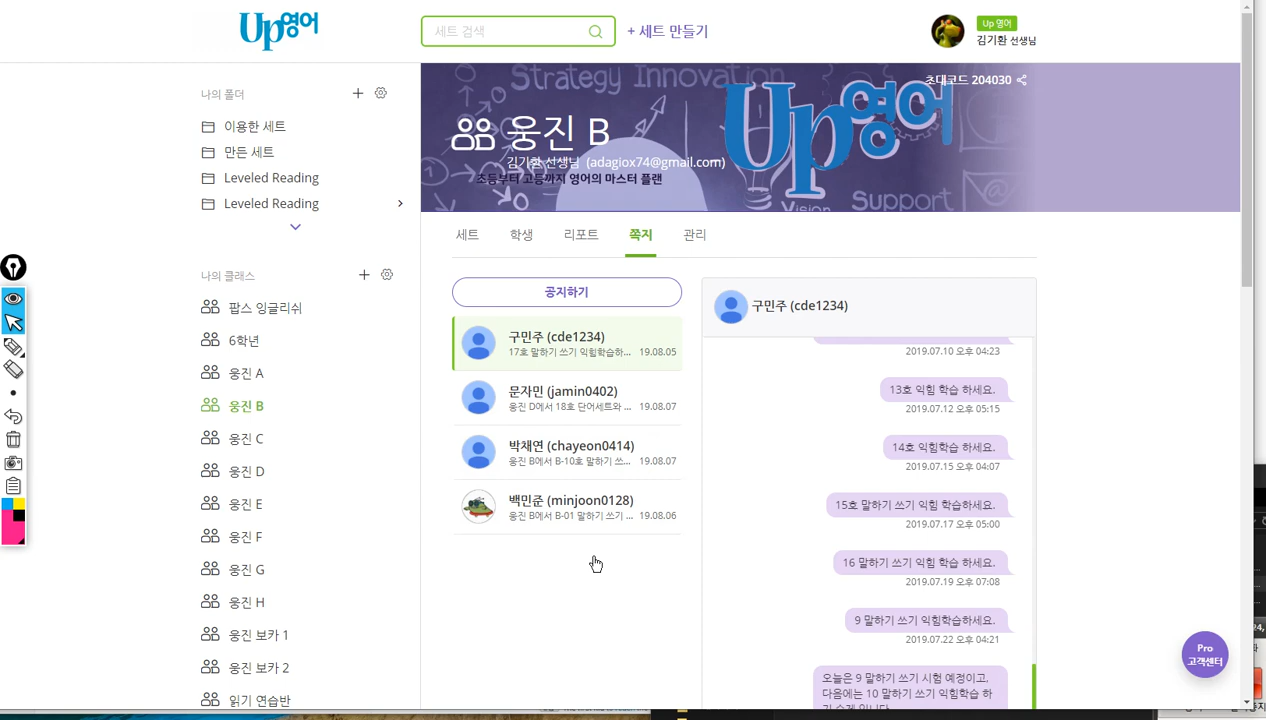 Up영어
세트 검색
+ 세트 만들기
Up 영어
김기환 선생님
나의 폴더
이용한 세트
만든 세트
Leveled Reading
Leveled Reading
나의 클래스
팝스 잉글리쉬
6학년
웅진 A
웅진 B
웅진 C
웅진 D
웅진 E
웅진 F
웅진 G
웅진 H
웅진 보카 1
웅진 보카 2
읽기 연습반
Strategy Innovation
초대코드 204030
Up영어
웅진 B
김기환 선생님 (adagiox74@gmail.com)
초등부터 고등까지 영어의 마스터 플랜
Vision
Support
세트
학생
리포트
쪽지
관리
공지하기
구민주 (cde1234)
17호 말하기 쓰기 익힘학습하... 19.08.05
문자민 (jamin0402)
웅진 D에서 18호 단어세트와 ... 19.08.07
박채연 (chayeon0414)
웅진 B에서 B-10호 말하기 쓰... 19.08.07
백민준 (minjoon0128)
웅진 B에서 B-01 말하기 쓰기 ... 19.08.06
구민주 (cde1234)
2019.07.10 오후 04:23
13호 익힘 학습 하세요.
2019.07.12 오후 05:15
14호 익힘학습 하세요.
2019.07.15 오후 04:07
15호 말하기 쓰기 익힘 학습하세요.
2019.07.17 오후 05:00
16 말하기 쓰기 익힘 학습 하세요.
2019.07.19 오후 07:08
9 말하기 쓰기 익힘학습하세요.
2019.07.22 오후 04:21
오늘은 9 말하기 쓰기 시험 예정이고,
다음에는 10 말하기 쓰기 익힘학습 하
Pro
고객센터